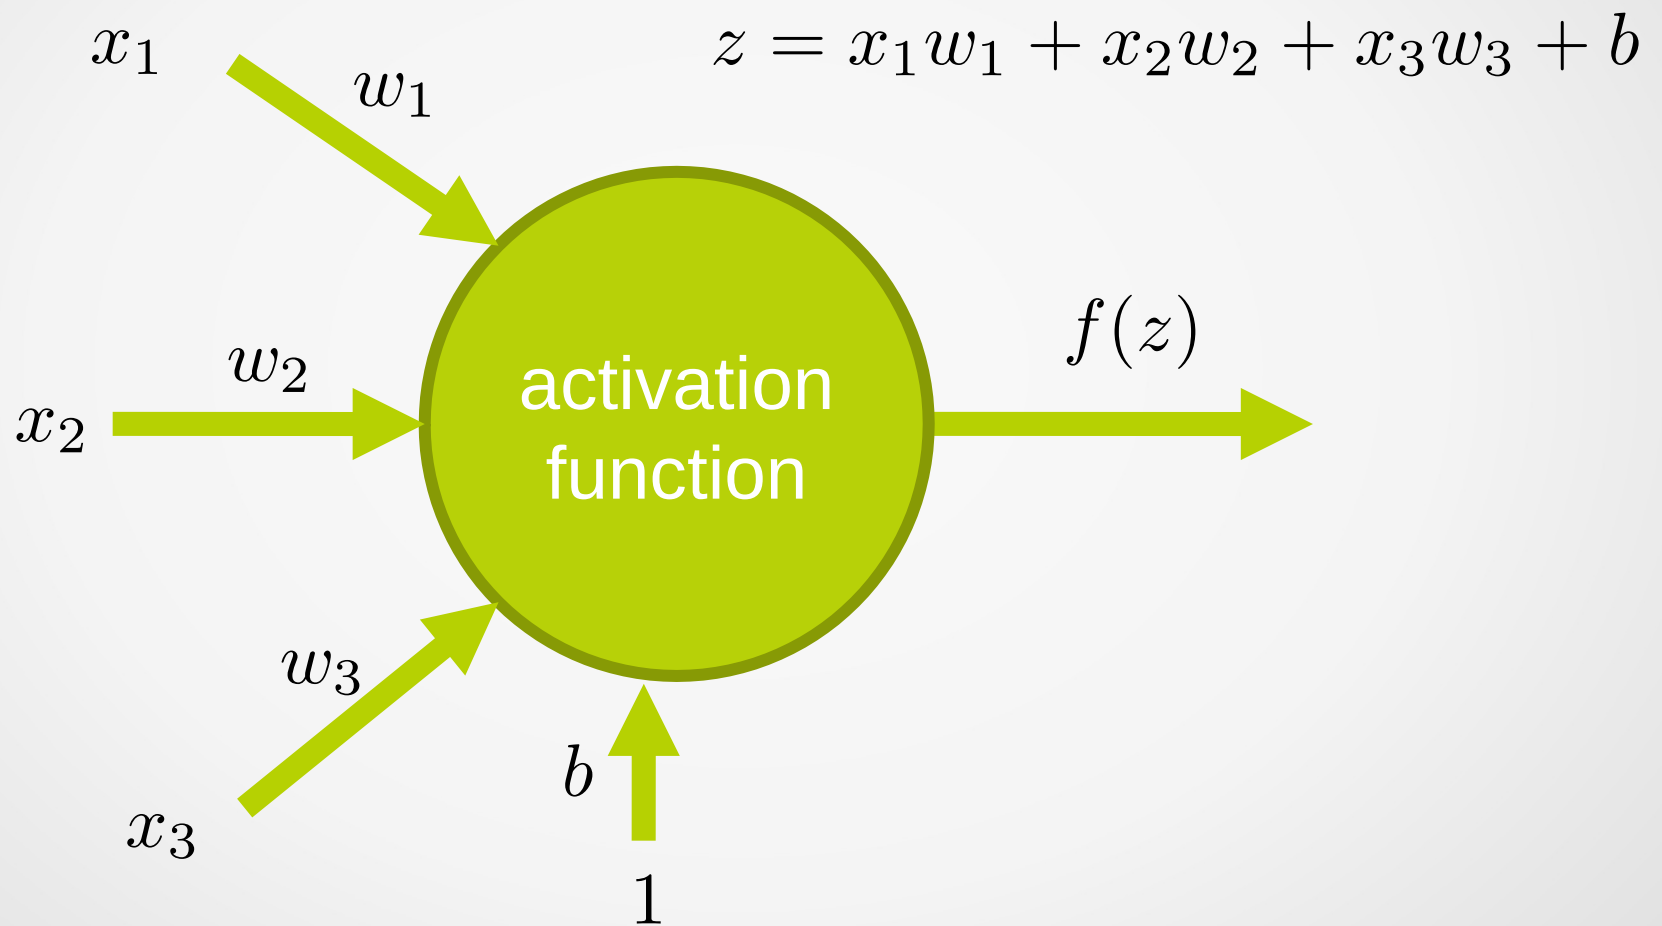 x₁
w₁
z = x₁w₁ + x₂w₂ + x₃w₃ + b
f(z)
w₂
x₂
activation
function
w₃
b
x₃
1